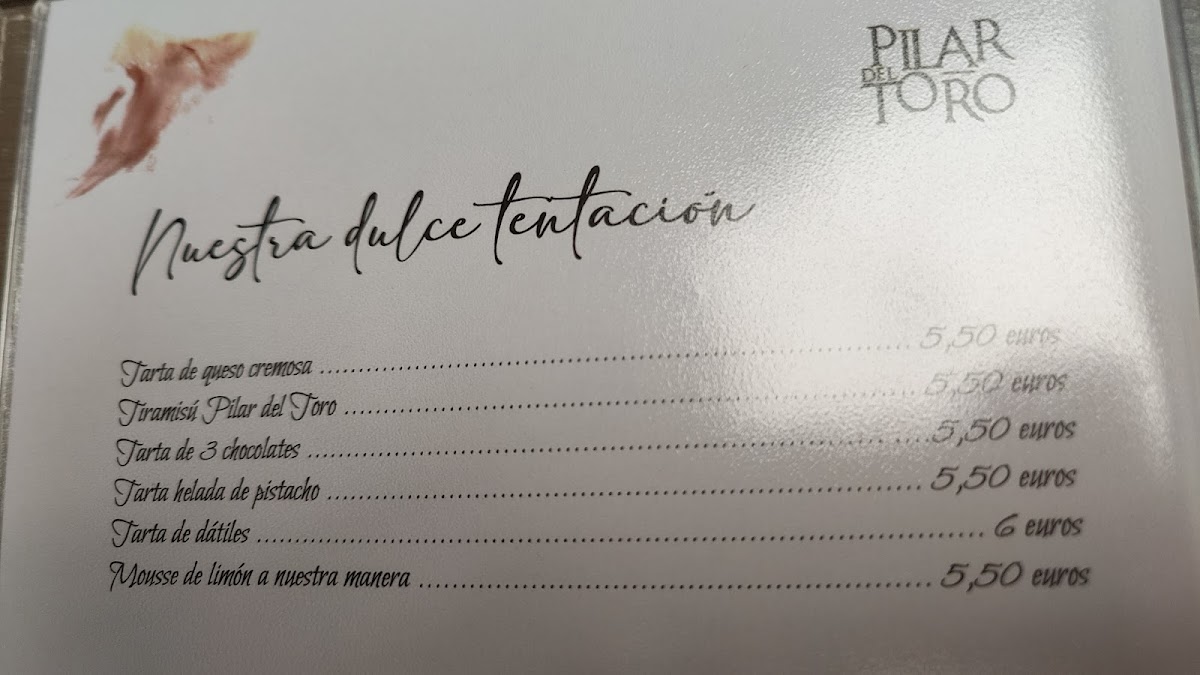 PILAR
DEL
TORO
Nuestra dulce tentación
Tarta de queso cremosa ........................ 5,50 euros
Tiramisú Pilar del Toro ........................ 5,50 euros
Tarta de 3 chocolates ........................ 5,50 euros
Tarta helada de pistacho ........................ 5,50 euros
Tarta de dátiles ........................ 6 euros
Mousse de limón a nuestra manera ........................ 5,50 euros